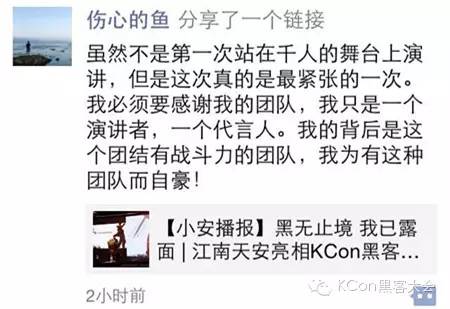 伤心的鱼 分享了一个链接
虽然不是第一次站在千人的舞台上演
讲，但是这次真的是最紧张的一次。
我必须要感谢我的团队，我只是一个
演讲者，一个代言人。我的背后是这
个团结有战斗力的团队，我为有这种
团队而自豪！
【小安播报】黑无止境 我已露
面 | 江南天安亮相KCon黑客…
2小时前
KCon黑客大会